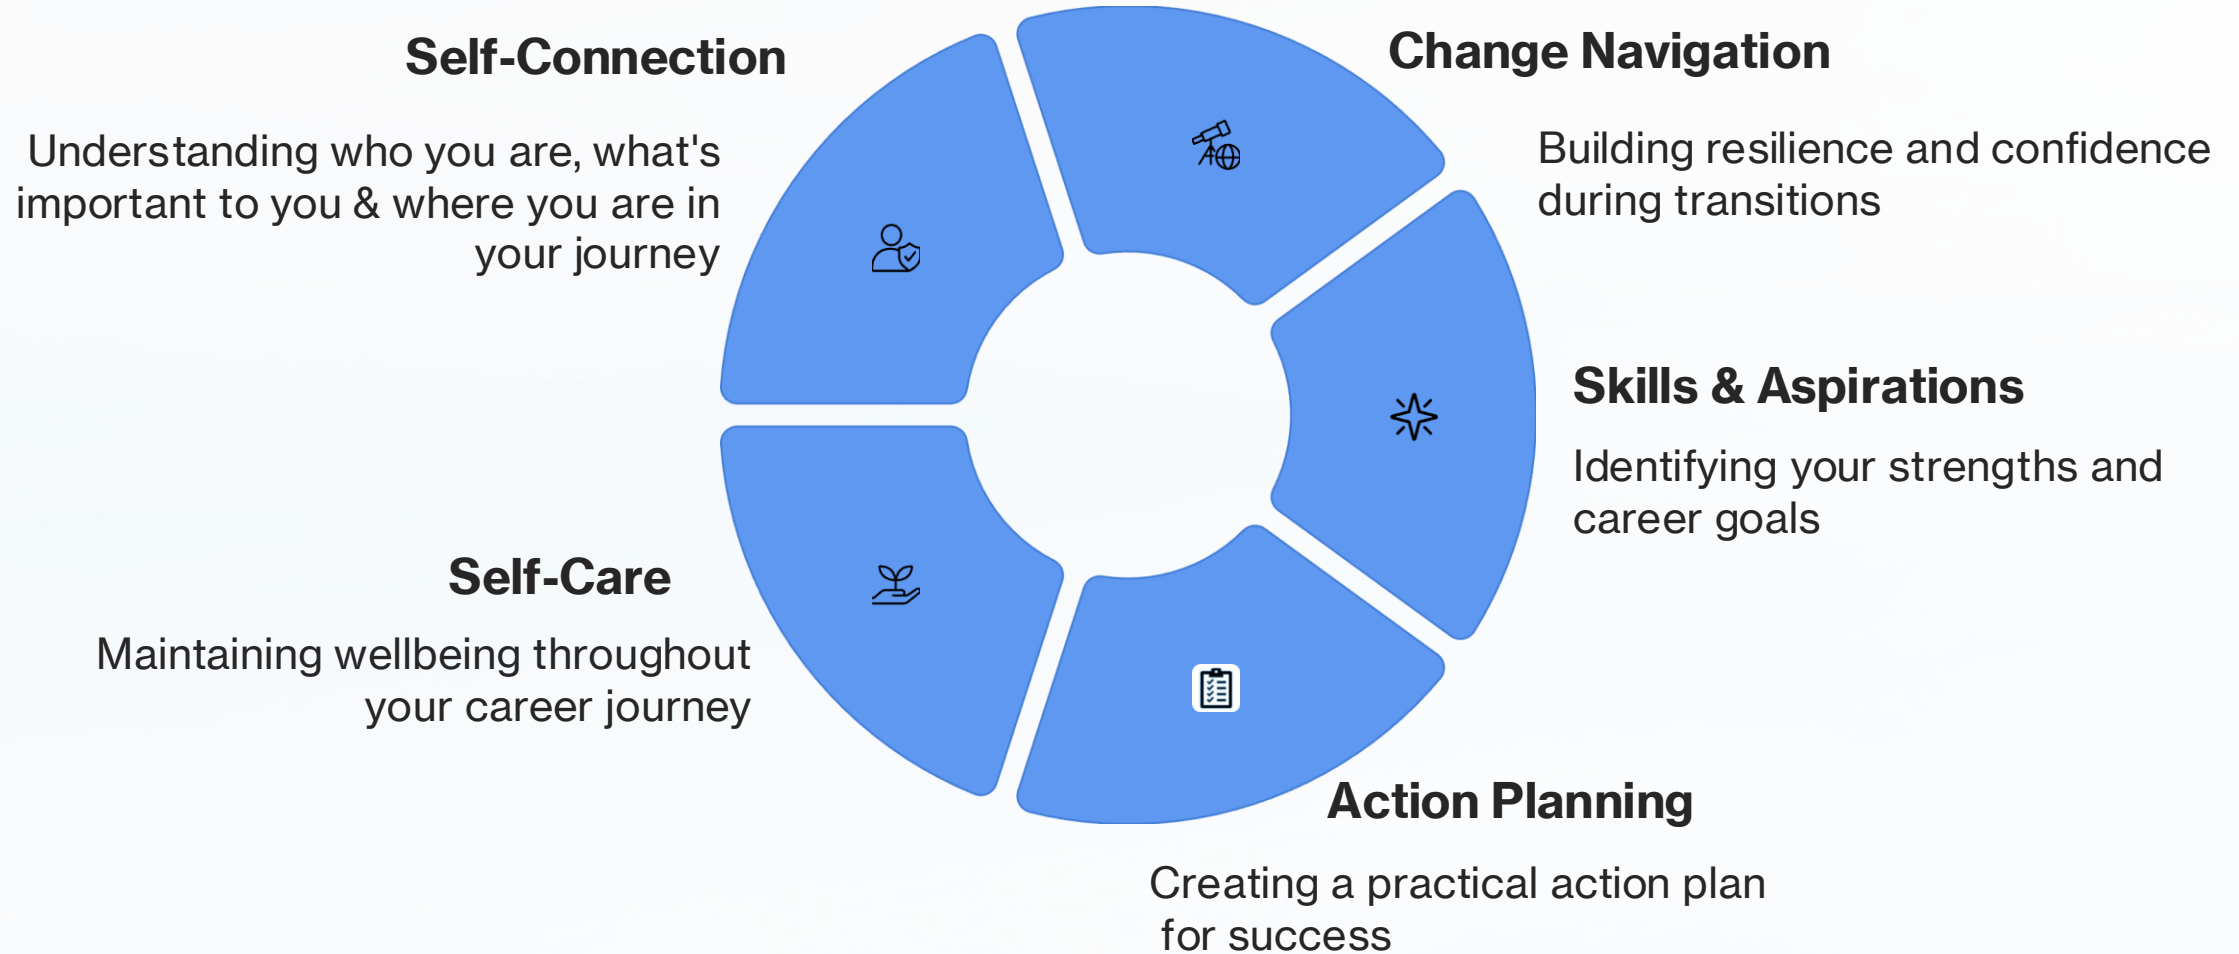 Self-Connection
Understanding who you are, what's
important to you & where you are in
your journey
Change Navigation
Building resilience and confidence
during transitions
Skills & Aspirations
Identifying your strengths and
career goals
Action Planning
Creating a practical action plan
for success
Self-Care
Maintaining wellbeing throughout
your career journey